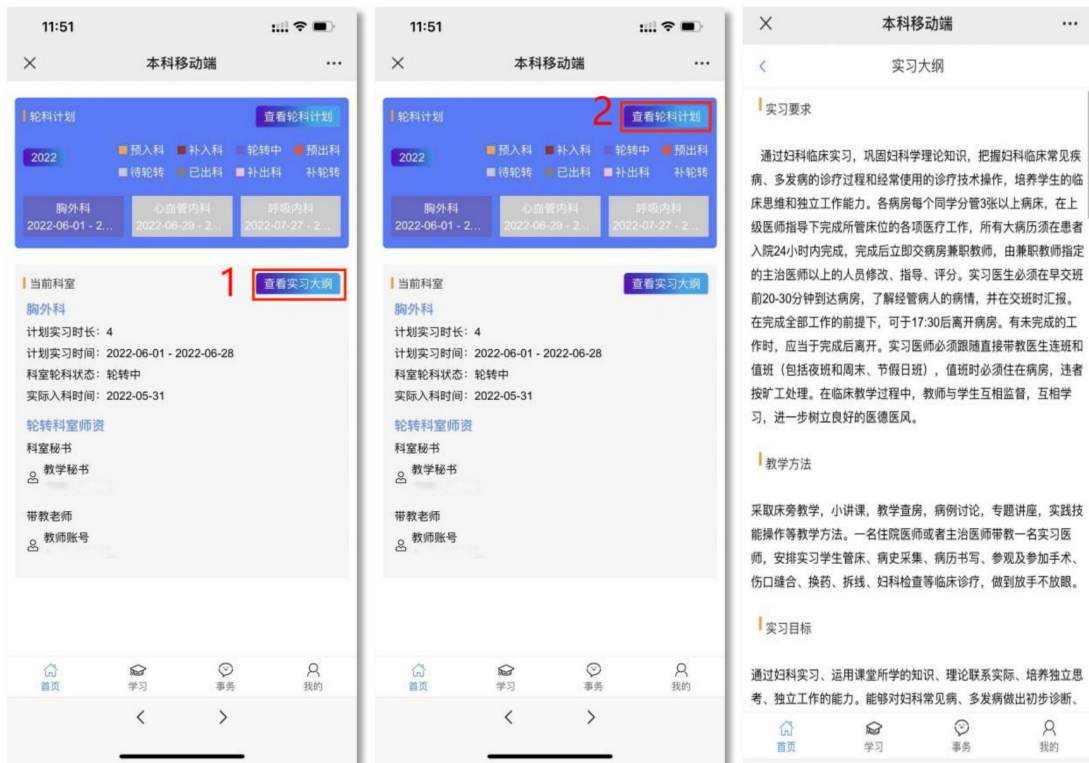 11:51
本科移动端
轮科计划
查看轮科计划
2022
预入科 补入科 轮转中 预出科
待轮转 已出科 补出科 补轮转
胸外科 心血管内科 呼吸内科
2022-06-01 - 2... 2022-06-29 - 2... 2022-07-27 - 2...
当前科室
1
查看实习大纲
胸外科
计划实习时长：4
计划实习时间：2022-06-01 - 2022-06-28
科室轮科状态：轮转中
实际入科时间：2022-05-31
轮转科室师资
科室秘书
教学秘书
带教老师
教师账号
首页 学习 事务 我的
11:51
本科移动端
轮科计划
2
查看轮科计划
2022
预入科 补入科 轮转中 预出科
待轮转 已出科 补出科 补轮转
胸外科 心血管内科 呼吸内科
2022-06-01 - 2... 2022-06-29 - 2... 2022-07-27 - 2...
当前科室
查看实习大纲
胸外科
计划实习时长：4
计划实习时间：2022-06-01 - 2022-06-28
科室轮科状态：轮转中
实际入科时间：2022-05-31
轮转科室师资
科室秘书
教学秘书
带教老师
教师账号
首页 学习 事务 我的
本科移动端
实习大纲
实习要求
通过妇科临床实习，巩固妇科学理论知识，把握妇科临床常见疾
病、多发病的诊疗过程和经常使用的诊疗技术操作，培养学生的临
床思维和独立工作能力。各病房每个同学分管3张以上病床，在上
级医师指导下完成所管床位的各项医疗工作，所有大病历须在患者
入院24小时内完成，完成后立即交病房兼职教师，由兼职教师指定
的主治医师以上的人员修改、指导、评分。实习医生必须在早交班
前20-30分钟到达病房，了解经管病人的病情，并在交班时汇报。
在完成全部工作的前提下，可于17:30后离开病房。有未完成的工
作时，应当于完成后离开。实习医师必须跟随直接带教医生连班和
值班（包括夜班和周末、节假日班），值班时必须住在病房，违者
按旷工处理。在临床教学过程中，教师与学生互相监督，互相学
习，进一步树立良好的医德医风。
教学方法
采取床旁教学，小讲课，教学查房，病例讨论，专题讲座，实践技
能操作等教学方法。一名住院医师或者主治医师带教一名实习医
师，安排实习学生管床、病史采集、病历书写、参观及参加手术、
伤口缝合、换药、拆线、妇科检查等临床诊疗，做到放手不放眼。
实习目标
通过妇科实习、运用课堂所学的知识、理论联系实际、培养独立思
考、独立工作的能力。能够对妇科常见病、多发病做出初步诊断、
首页 学习 事务 我的